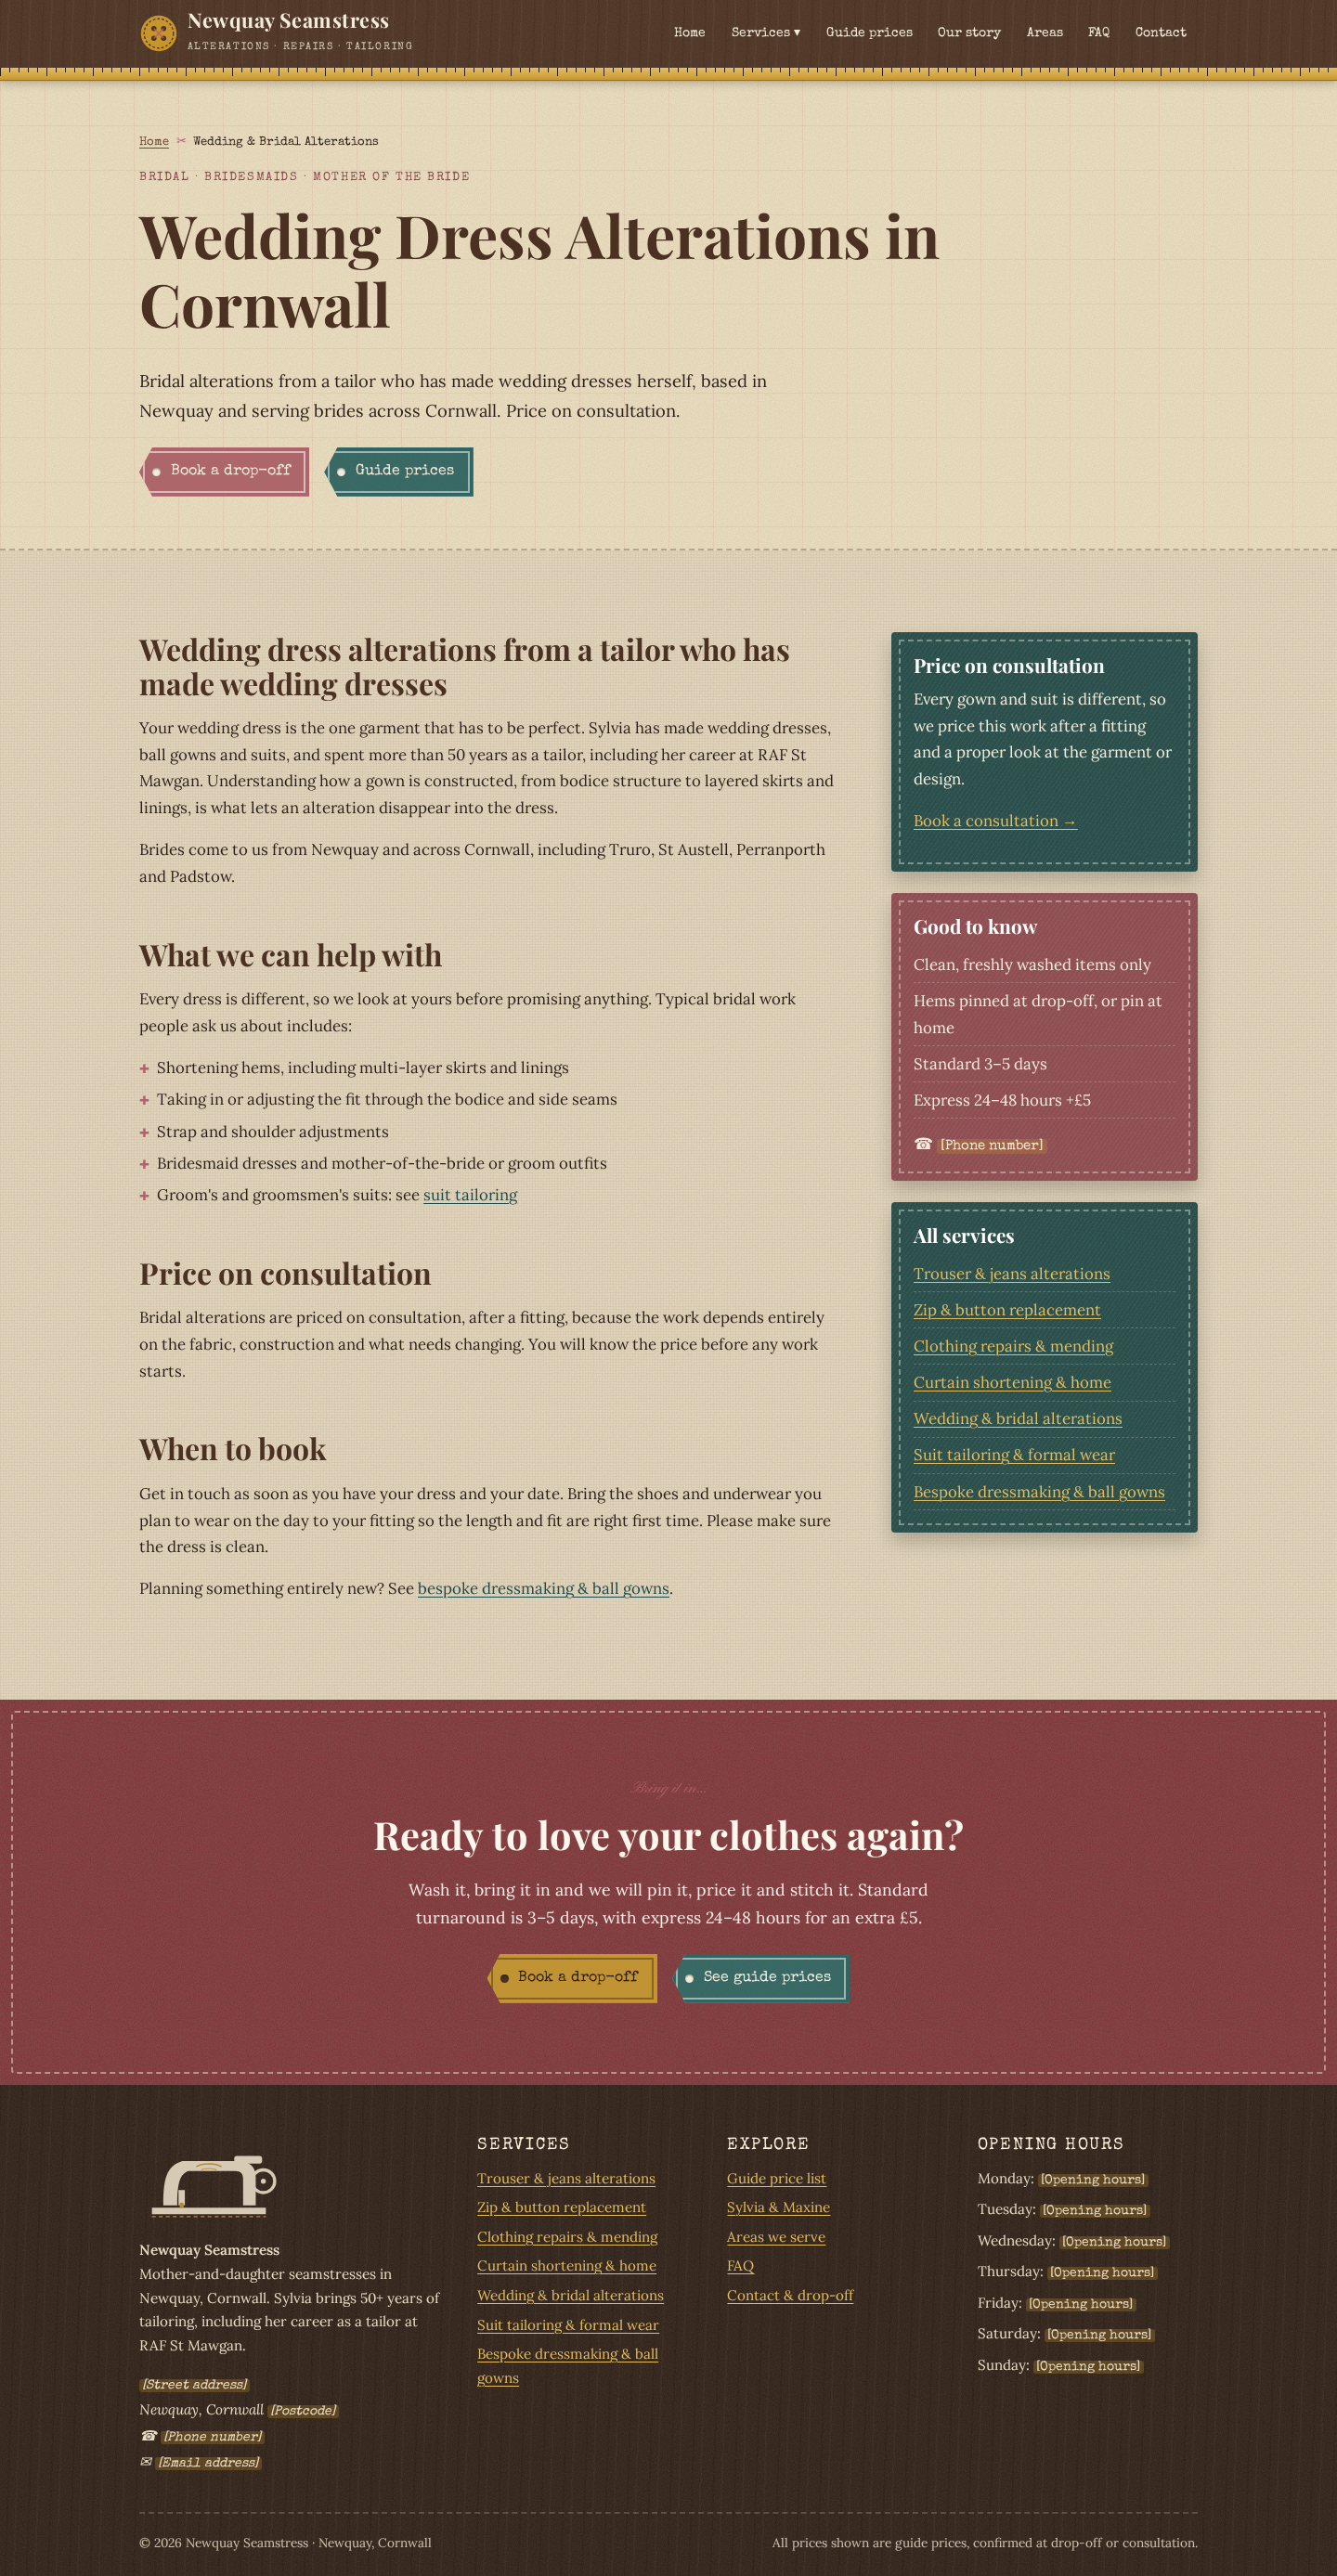 Newquay Seamstress
ALTERATIONS · REPAIRS · TAILORING
Home Services ▾ Guide prices Our story Areas FAQ Contact
Home ✂ Wedding & Bridal Alterations
BRIDAL · BRIDESMAIDS · MOTHER OF THE BRIDE
Wedding Dress Alterations in
Cornwall
Bridal alterations from a tailor who has made wedding dresses herself, based in
Newquay and serving brides across Cornwall. Price on consultation.
Book a drop-off
Guide prices
Wedding dress alterations from a tailor who has
made wedding dresses
Your wedding dress is the one garment that has to be perfect. Sylvia has made wedding dresses,
ball gowns and suits, and spent more than 50 years as a tailor, including her career at RAF St
Mawgan. Understanding how a gown is constructed, from bodice structure to layered skirts and
linings, is what lets an alteration disappear into the dress.
Brides come to us from Newquay and across Cornwall, including Truro, St Austell, Perranporth
and Padstow.
What we can help with
Every dress is different, so we look at yours before promising anything. Typical bridal work
people ask us about includes:
+ Shortening hems, including multi-layer skirts and linings
+ Taking in or adjusting the fit through the bodice and side seams
+ Strap and shoulder adjustments
+ Bridesmaid dresses and mother-of-the-bride or groom outfits
+ Groom's and groomsmen's suits: see suit tailoring
Price on consultation
Bridal alterations are priced on consultation, after a fitting, because the work depends entirely
on the fabric, construction and what needs changing. You will know the price before any work
starts.
When to book
Get in touch as soon as you have your dress and your date. Bring the shoes and underwear you
plan to wear on the day to your fitting so the length and fit are right first time. Please make sure
the dress is clean.
Planning something entirely new? See bespoke dressmaking & ball gowns.
Price on consultation
Every gown and suit is different, so
we price this work after a fitting
and a proper look at the garment or
design.
Book a consultation →
Good to know
Clean, freshly washed items only
Hems pinned at drop-off, or pin at
home
Standard 3–5 days
Express 24–48 hours +£5
☎ [Phone number]
All services
Trouser & jeans alterations
Zip & button replacement
Clothing repairs & mending
Curtain shortening & home
Wedding & bridal alterations
Suit tailoring & formal wear
Bespoke dressmaking & ball gowns
Bring it in...
Ready to love your clothes again?
Wash it, bring it in and we will pin it, price it and stitch it. Standard
turnaround is 3–5 days, with express 24–48 hours for an extra £5.
Book a drop-off
See guide prices
Newquay Seamstress
Mother-and-daughter seamstresses in
Newquay, Cornwall. Sylvia brings 50+ years of
tailoring, including her career as a tailor at
RAF St Mawgan.
[Street address]
Newquay, Cornwall [Postcode]
☎ [Phone number]
✉ [Email address]
SERVICES
Trouser & jeans alterations
Zip & button replacement
Clothing repairs & mending
Curtain shortening & home
Wedding & bridal alterations
Suit tailoring & formal wear
Bespoke dressmaking & ball
gowns
EXPLORE
Guide price list
Sylvia & Maxine
Areas we serve
FAQ
Contact & drop-off
OPENING HOURS
Monday: [Opening hours]
Tuesday: [Opening hours]
Wednesday: [Opening hours]
Thursday: [Opening hours]
Friday: [Opening hours]
Saturday: [Opening hours]
Sunday: [Opening hours]
© 2026 Newquay Seamstress · Newquay, Cornwall
All prices shown are guide prices, confirmed at drop-off or consultation.